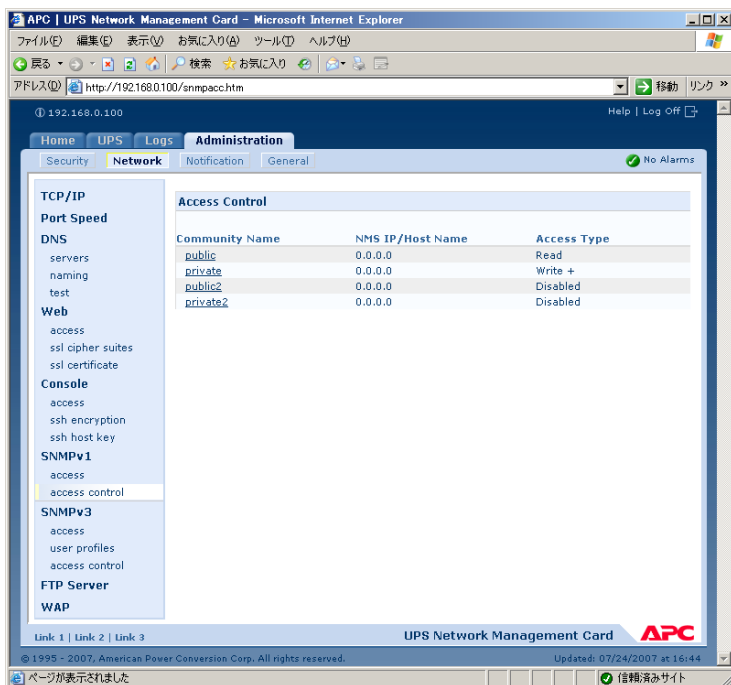 APC | UPS Network Management Card - Microsoft Internet Explorer
ファイル(F) 編集(E) 表示(V) お気に入り(A) ツール(T) ヘルプ(H)
戻る 検索 お気に入り
アドレス(D) http://192.168.0.100/snmpacc.htm 移動 リンク »
192.168.0.100 Help | Log Off
Home UPS Logs Administration
Security Network Notification General No Alarms
TCP/IP
Port Speed
DNS
servers
naming
test
Web
access
ssl cipher suites
ssl certificate
Console
access
ssh encryption
ssh host key
SNMPv1
access
access control
SNMPv3
access
user profiles
access control
FTP Server
WAP
Access Control
Community Name NMS IP/Host Name Access Type
public 0.0.0.0 Read
private 0.0.0.0 Write +
public2 0.0.0.0 Disabled
private2 0.0.0.0 Disabled
Link 1 | Link 2 | Link 3 UPS Network Management Card APC
© 1995 - 2007, American Power Conversion Corp. All rights reserved. Updated: 07/24/2007 at 16:44
ページが表示されました 信頼済みサイト